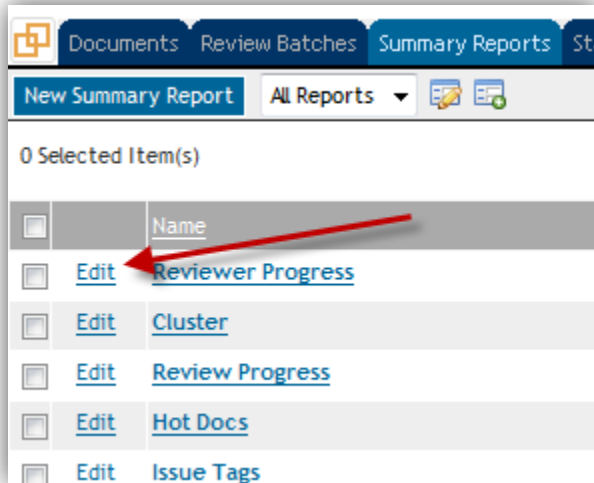 Documents Review Batches Summary Reports St
New Summary Report All Reports
0 Selected Item(s)
Name
Edit Reviewer Progress
Edit Cluster
Edit Review Progress
Edit Hot Docs
Edit Issue Tags